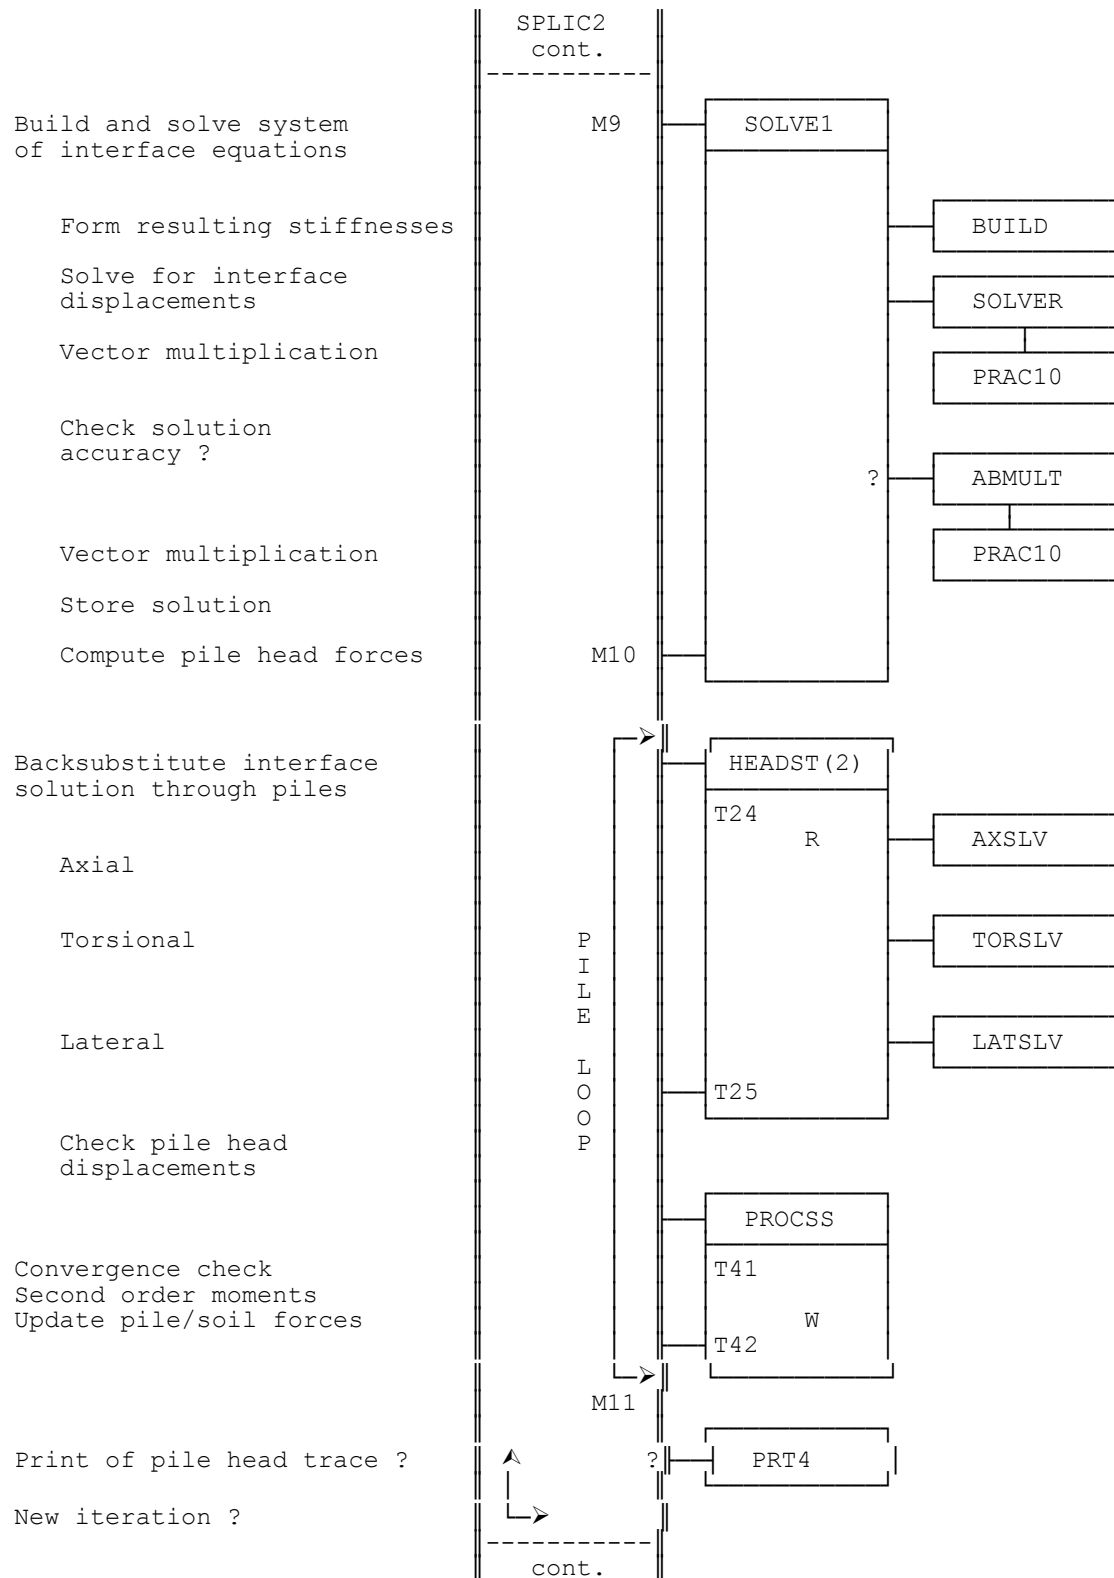 SPLIC2
cont.
Build and solve system M9 SOLVE1
of interface equations
Form resulting stiffnesses BUILD
Solve for interface
displacements SOLVER
Vector multiplication
PRAC10
Check solution
accuracy ?
? ABMULT
Vector multiplication PRAC10
Store solution
Compute pile head forces M10
Backsubstitute interface HEADST(2)
solution through piles
T24
R AXSLV
Axial
Torsional TORSLV
PILE LOOP
Lateral LATSLV
T25
Check pile head
displacements
PROCSS
Convergence check T41
Second order moments
Update pile/soil forces W
T42
M11
Print of pile head trace ? ? PRT4
New iteration ?
cont.